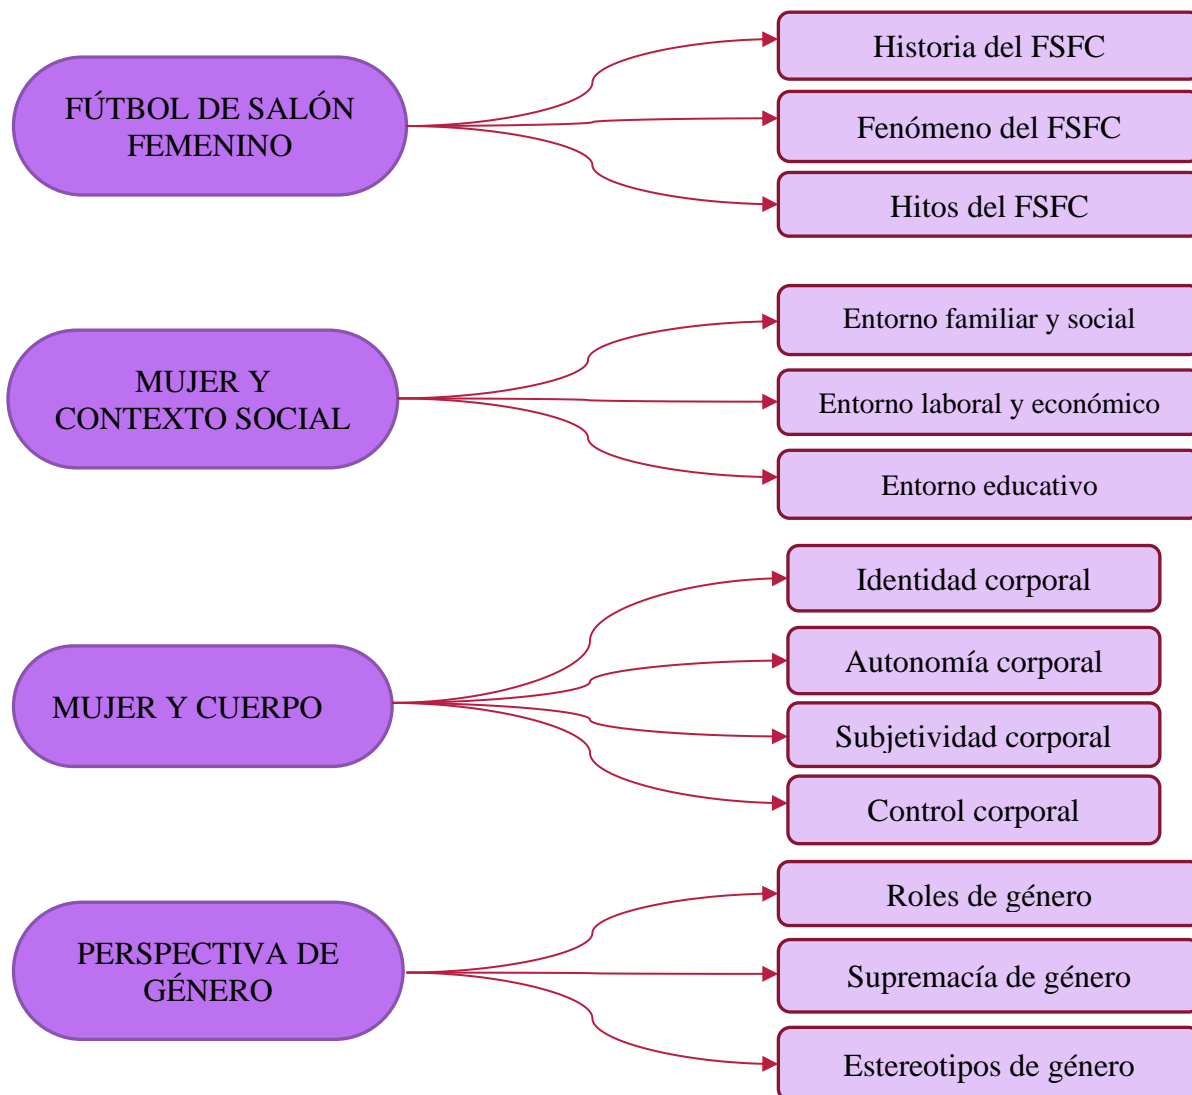 FÚTBOL DE SALÓN
FEMENINO
Historia del FSFC
Fenómeno del FSFC
Hitos del FSFC
MUJER Y
CONTEXTO SOCIAL
Entorno familiar y social
Entorno laboral y económico
Entorno educativo
MUJER Y CUERPO
Identidad corporal
Autonomía corporal
Subjetividad corporal
Control corporal
PERSPECTIVA DE
GÉNERO
Roles de género
Supremacía de género
Estereotipos de género